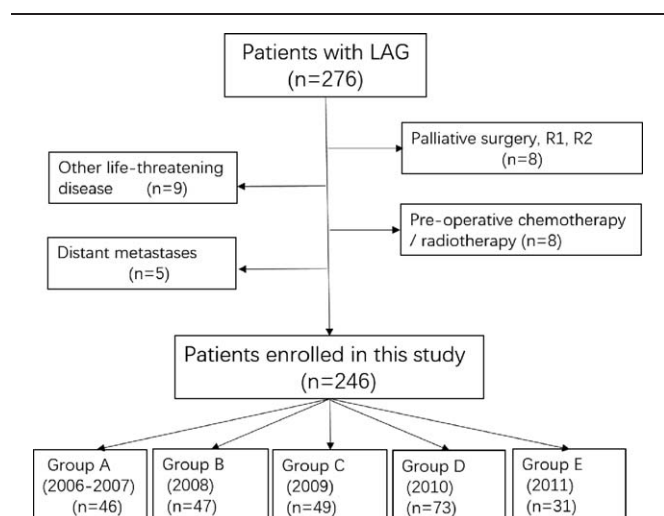 Patients with LAG
(n=276)
Palliative surgery, R1, R2
(n=8)
Other life-threatening
disease (n=9)
Pre-operative chemotherapy
/ radiotherapy (n=8)
Distant metastases
(n=5)
Patients enrolled in this study
(n=246)
Group A
(2006-2007)
(n=46)
Group B
(2008)
(n=47)
Group C
(2009)
(n=49)
Group D
(2010)
(n=73)
Group E
(2011)
(n=31)